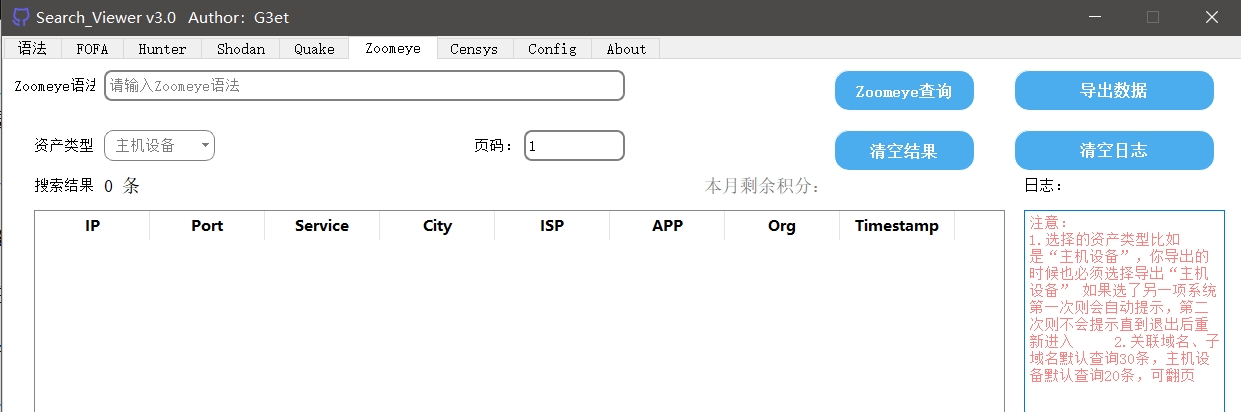 Search_Viewer v3.0 Author: G3et
语法 FOFA Hunter Shodan Quake Zoomeye Censys Config About
Zoomeye语法 请输入Zoomeye语法 Zoomeye查询 导出数据
资产类型 主机设备 页码: 1 清空结果 清空日志
搜索结果 0 条 本月剩余积分: 日志:
IP Port Service City ISP APP Org Timestamp
注意:
1.选择的资产类型比如
是“主机设备”,你导出的
时候也必须选择导出“主机
设备” 如果选了另一项系统
第一次则会自动提示,第二
次则不会提示直到退出后重
新进入 2.关联域名、子
域名默认查询30条,主机设
备默认查询20条,可翻页